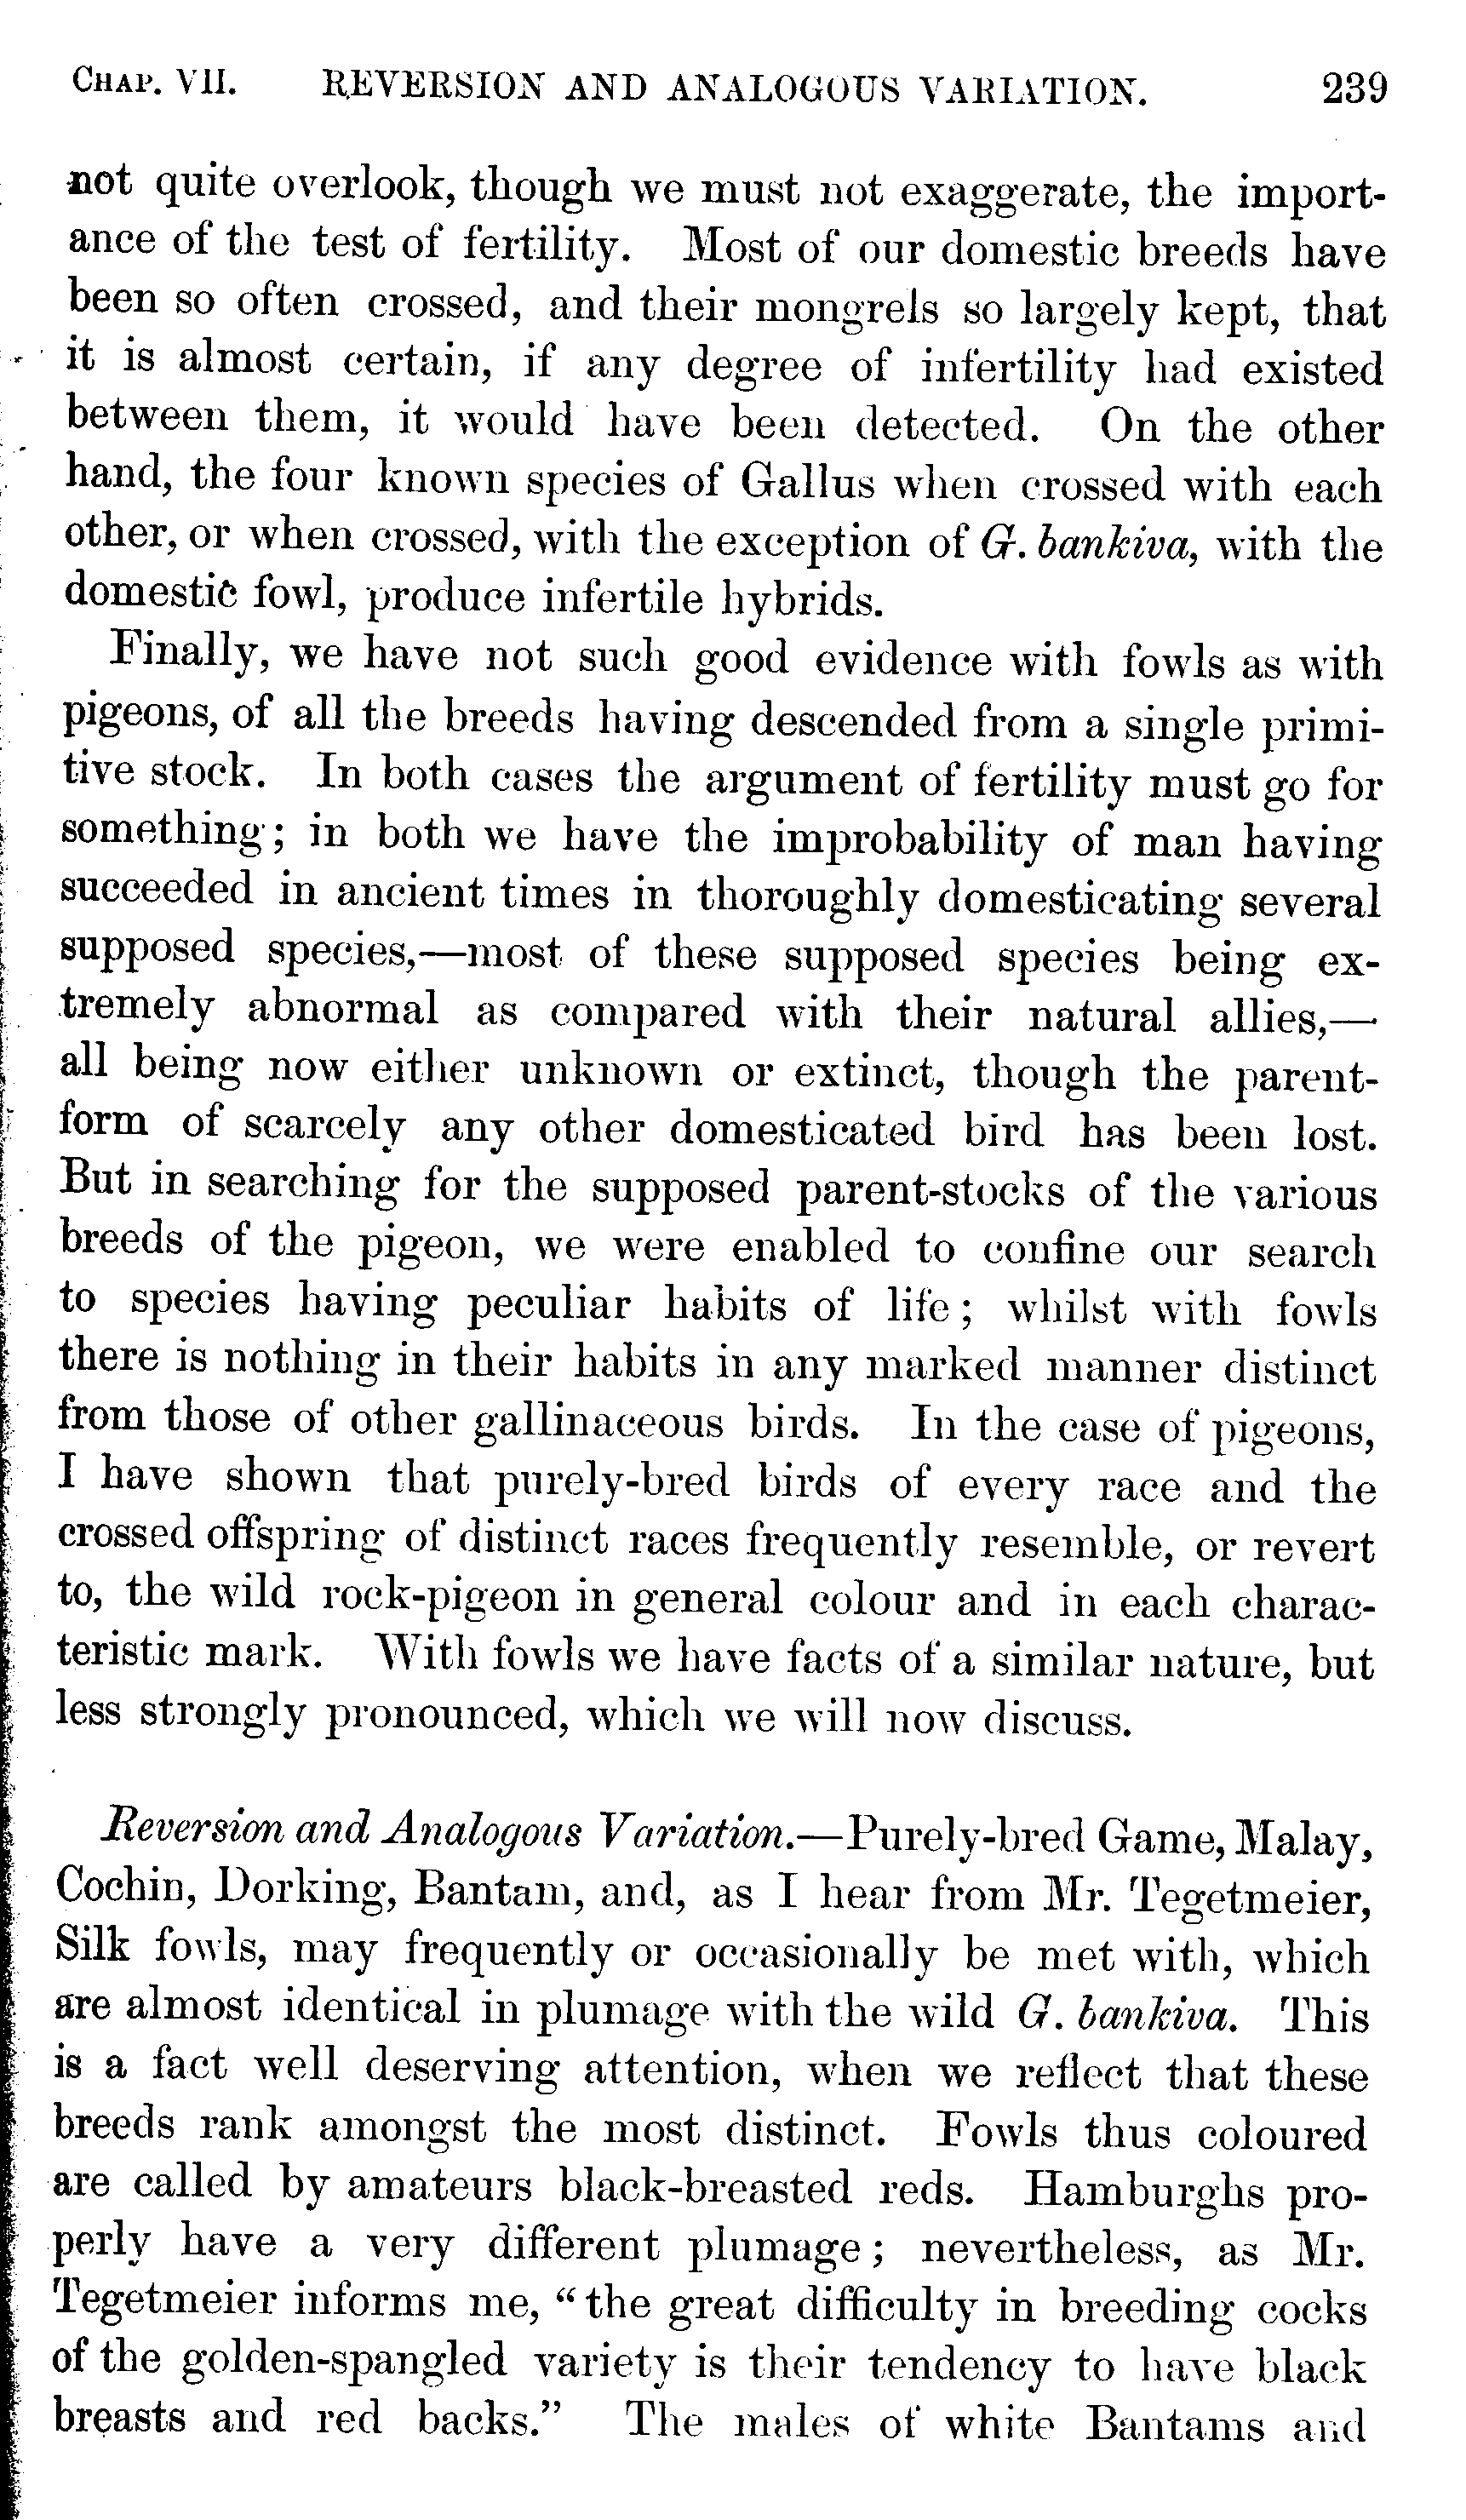 CHAP. VII. REVERSION AND ANALOGOUS VARIATION. 239
not quite overlook, though we must not exaggerate, the import-
ance of the test of fertility. Most of our domestic breeds have
been so often crossed, and their mongrels so largely kept, that
it is almost certain, if any degree of infertility had existed
between them, it would have been detected. On the other
hand, the four known species of Gallus when crossed with each
other, or when crossed, with the exception of G. bankiva, with the
domestic fowl, produce infertile hybrids.
Finally, we have not such good evidence with fowls as with
pigeons, of all the breeds having descended from a single primi-
tive stock. In both cases the argument of fertility must go for
something; in both we have the improbability of man having
succeeded in ancient times in thoroughly domesticating several
supposed species,—most of these supposed species being ex-
tremely abnormal as compared with their natural allies,—
all being now either unknown or extinct, though the parent-
form of scarcely any other domesticated bird has been lost.
But in searching for the supposed parent-stocks of the various
breeds of the pigeon, we were enabled to confine our search
to species having peculiar habits of life; whilst with fowls
there is nothing in their habits in any marked manner distinct
from those of other gallinaceous birds. In the case of pigeons,
I have shown that purely-bred birds of every race and the
crossed offspring of distinct races frequently resemble, or revert
to, the wild rock-pigeon in general colour and in each charac-
teristic mark. With fowls we have facts of a similar nature, but
less strongly pronounced, which we will now discuss.
Reversion and Analogous Variation.—Purely-bred Game, Malay,
Cochin, Dorking, Bantam, and, as I hear from Mr. Tegetmeier,
Silk fowls, may frequently or occasionally be met with, which
are almost identical in plumage with the wild G. bankiva. This
is a fact well deserving attention, when we reflect that these
breeds rank amongst the most distinct. Fowls thus coloured
are called by amateurs black-breasted reds. Hamburghs pro-
perly have a very different plumage; nevertheless, as Mr.
Tegetmeier informs me, "the great difficulty in breeding cocks
of the golden-spangled variety is their tendency to have black
breasts and red backs." The males of white Bantams and